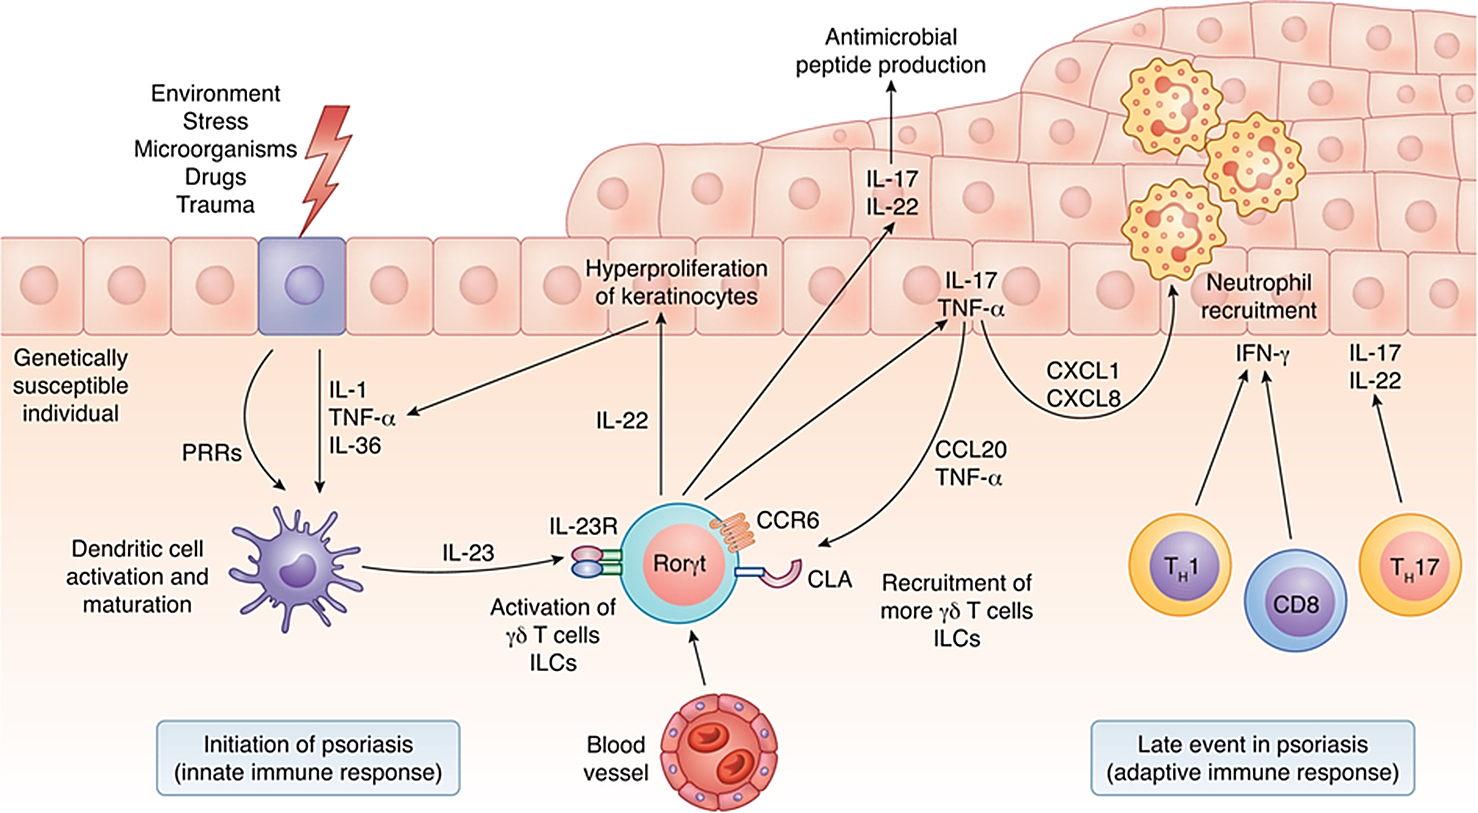 Antimicrobial
peptide production
Environment
Stress
Microorganisms
Drugs
Trauma
IL-17
IL-22
Hyperproliferation
of keratinocytes
IL-17
TNF-α
Neutrophil
recruitment
Genetically
susceptible
individual
PRRs
IL-1
TNF-α
IL-36
IL-22
CXCL1
CXCL8
CCL20
TNF-α
IFN-γ
IL-17
IL-22
Dendritic cell
activation and
maturation
IL-23
IL-23R
Rorγt
CCR6
CLA
Activation of
γδ T cells
ILCs
Recruitment of
more γδ T cells
ILCs
TH1
CD8
TH17
Blood
vessel
Initiation of psoriasis
(innate immune response)
Late event in psoriasis
(adaptive immune response)